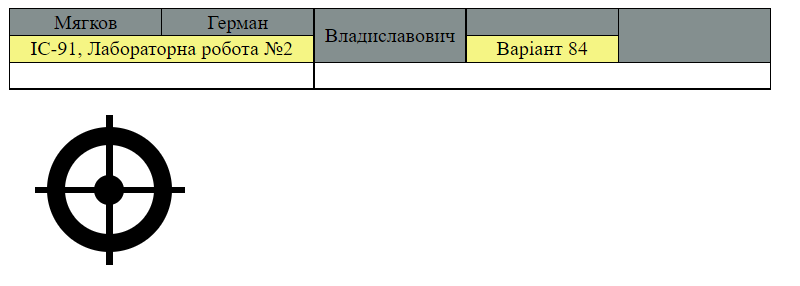 Мягков Герман Владиславович
ІС-91, Лабораторна робота №2 Варіант 84